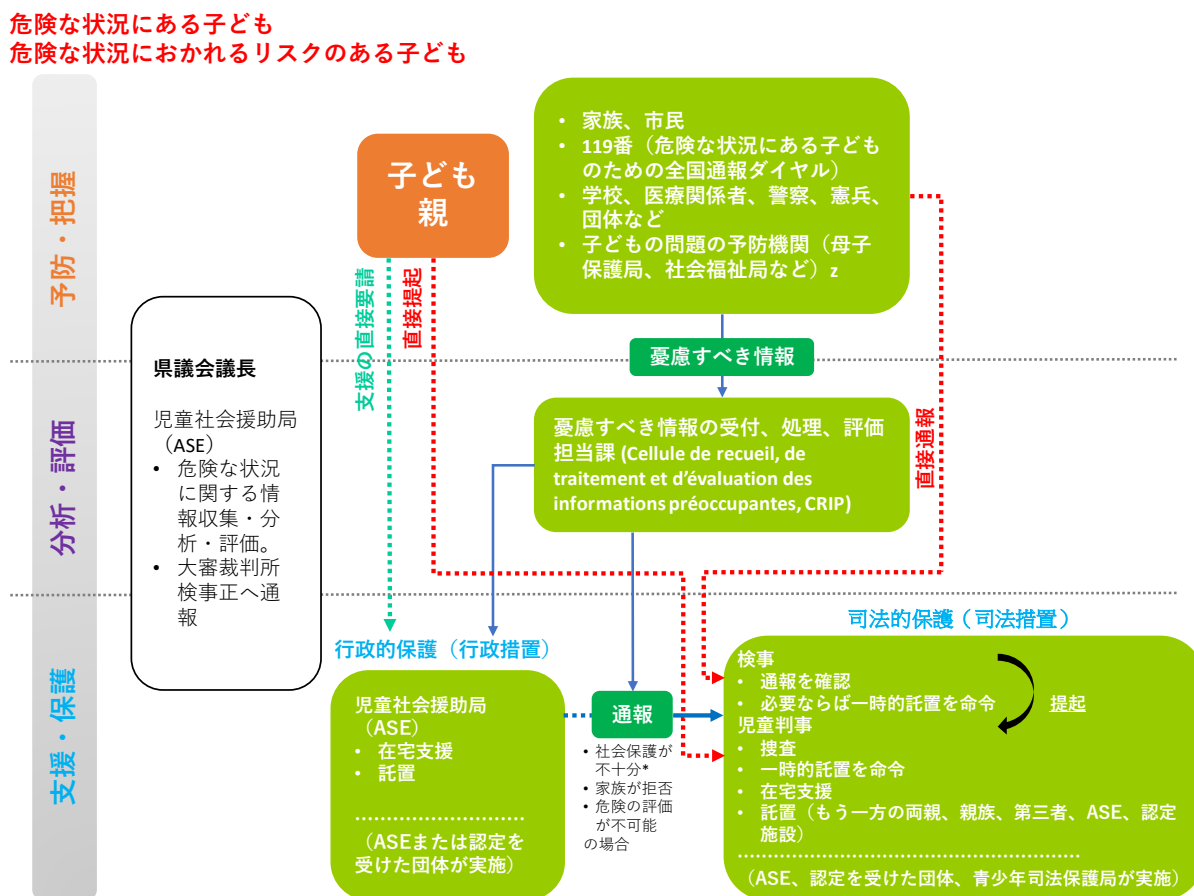 危険な状況にある子ども
危険な状況におかれるリスクのある子ども
予防・把握
子ども
親
• 家族、市民
• 119番（危険な状況にある子ども
のための全国通報ダイヤル）
• 学校、医療関係者、警察、憲兵、
団体など
• 子どもの問題の予防機関（母子
保護局、社会福祉局など）z
支援の直接要請
直接提起
憂慮すべき情報
直接通報
分析・評価
県議会議長
児童社会援助局
（ASE）
• 危険な状況
に関する情
報収集・分
析・評価。
• 大審裁判所
検事正へ通
報
憂慮すべき情報の受付、処理、評価
担当課 (Cellule de recueil, de
traitement et d’évaluation des
informations préoccupantes, CRIP)
支援・保護
行政的保護（行政措置）
児童社会援助局
（ASE）
• 在宅支援
• 託置
（ASEまたは認定を
受けた団体が実施）
通報
• 社会保護が
不十分*
• 家族が拒否
• 危険の評価
が不可能
の場合
司法的保護（司法措置）
検事
• 通報を確認
• 必要ならば一時的託置を命令
提起
児童判事
• 捜査
• 一時的託置を命令
• 在宅支援
• 託置（もう一方の両親、親族、第三者、ASE、認定
施設）
（ASE、認定を受けた団体、青少年司法保護局が実施）